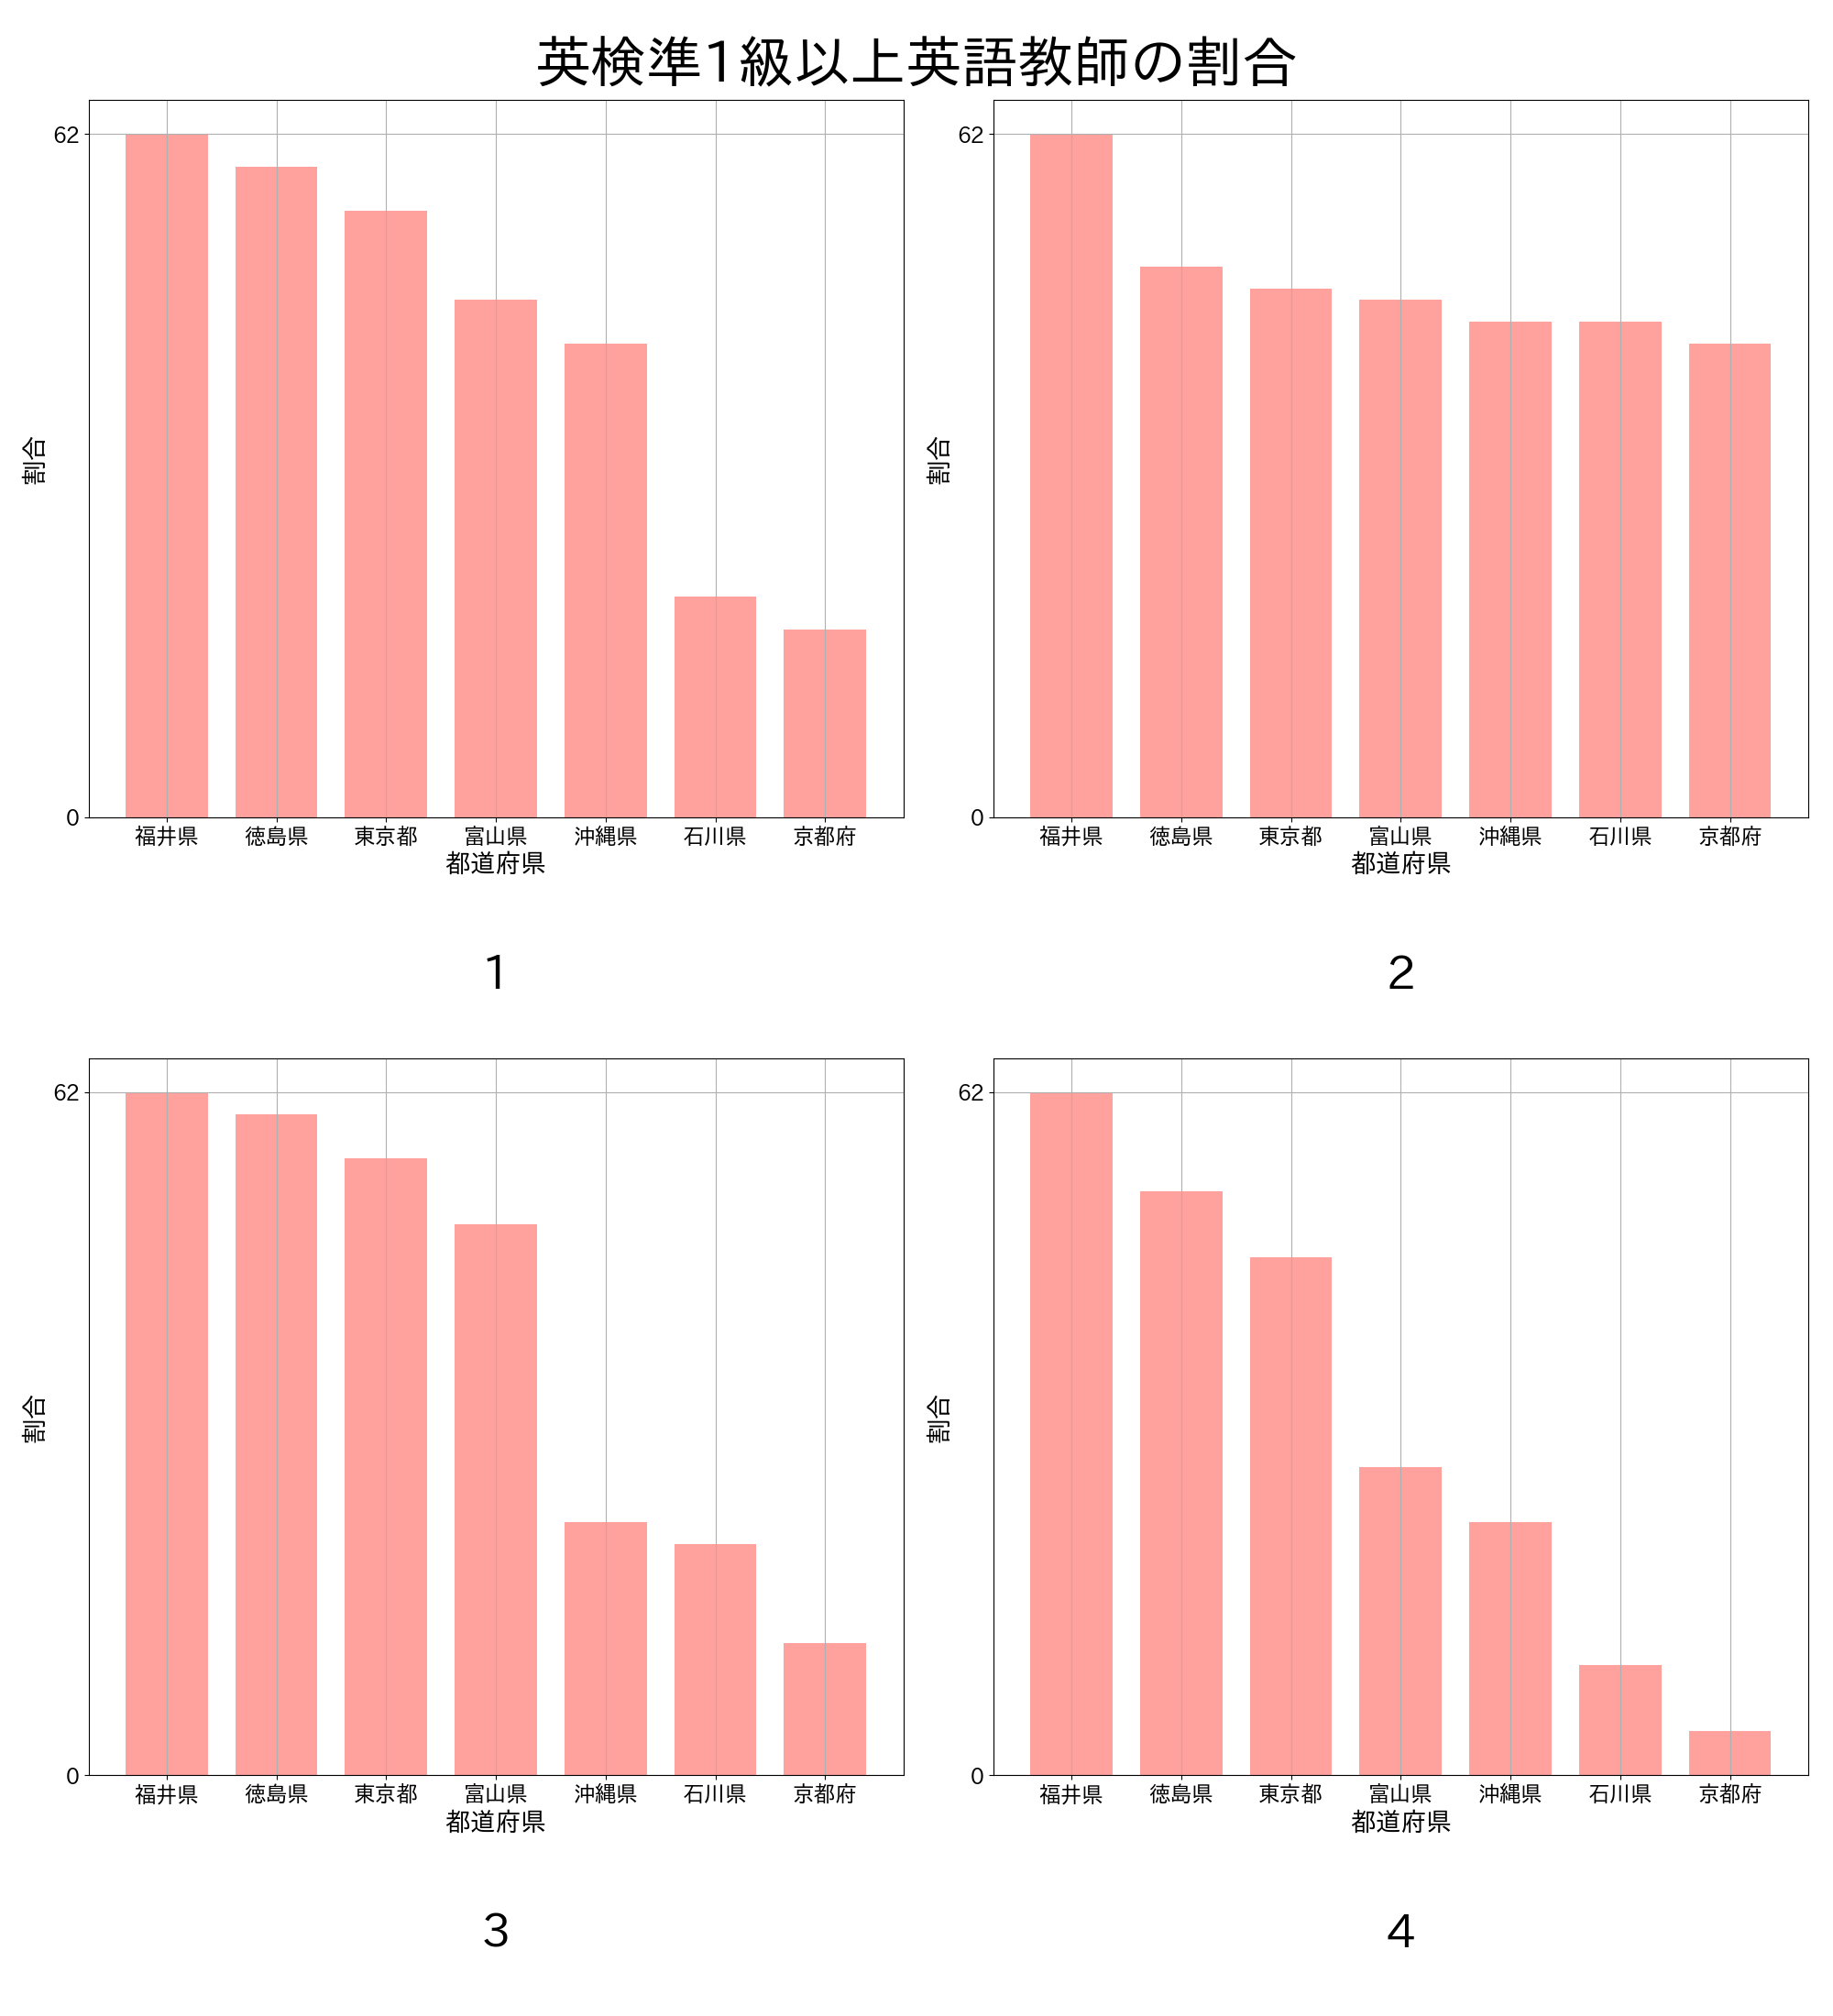 英検準1級以上英語教師の割合
62
0
割合
福井県 徳島県 東京都 富山県 沖縄県 石川県 京都府
都道府県
1
62
0
割合
福井県 徳島県 東京都 富山県 沖縄県 石川県 京都府
都道府県
2
62
0
割合
福井県 徳島県 東京都 富山県 沖縄県 石川県 京都府
都道府県
3
62
0
割合
福井県 徳島県 東京都 富山県 沖縄県 石川県 京都府
都道府県
4